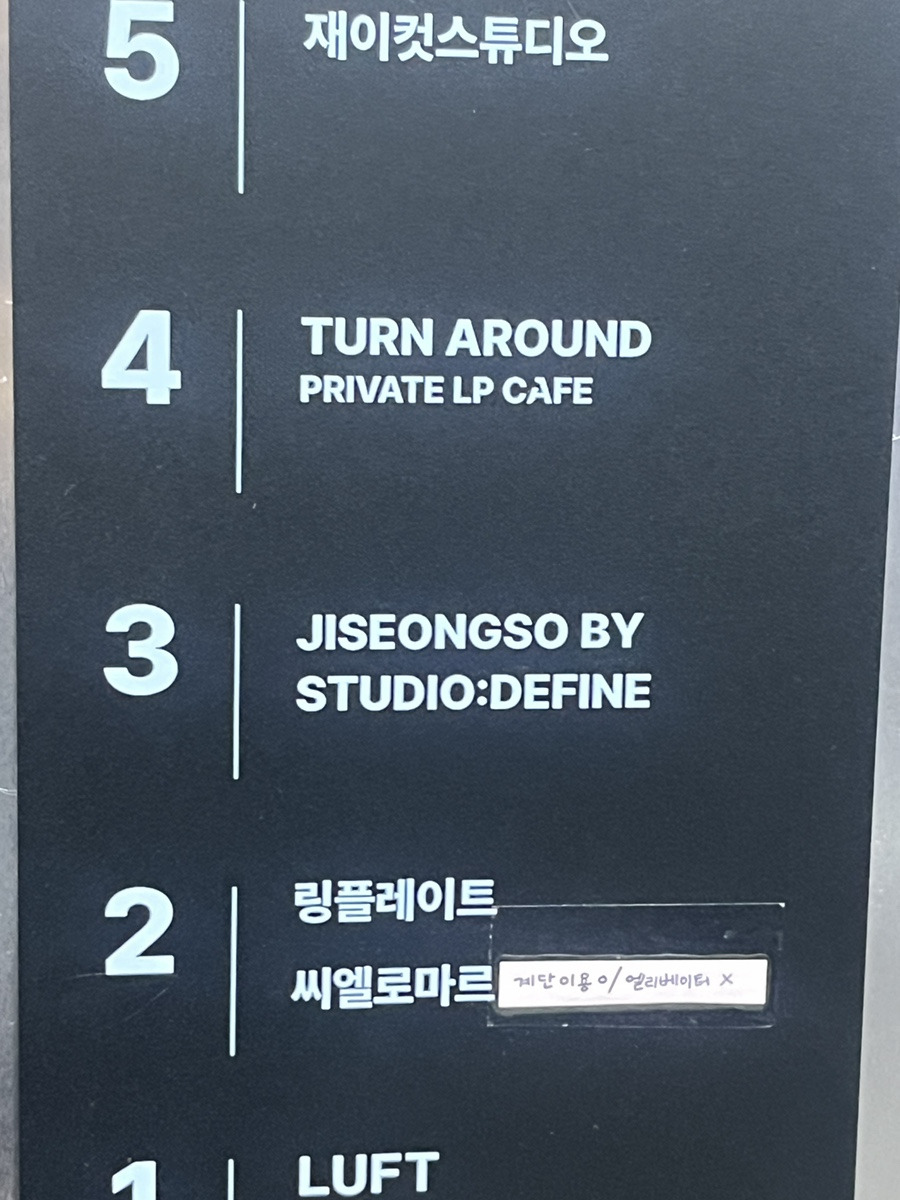 5
재이컷스튜디오
4
TURN AROUND
PRIVATE LP CAFE
3
JISEONGSO BY
STUDIO:DEFINE
2
링플레이트
씨엘로마르 계단이용 o/ 엘리베이터 x
1
LUFT